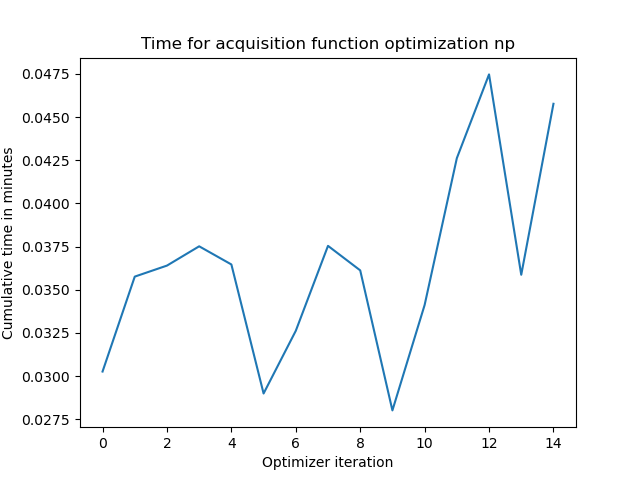 Time for acquisition function optimization np
0.0475
0.0450
0.0425
0.0400
0.0375
0.0350
0.0325
0.0300
0.0275
Cumulative time in minutes
0 2 4 6 8 10 12 14
Optimizer iteration